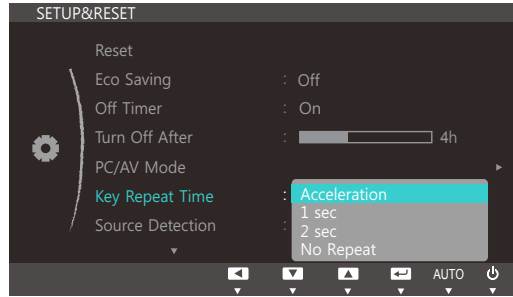 SETUP&RESET
Reset
Eco Saving : Off
Off Timer : On
Turn Off After : 4h
PC/AV Mode
Key Repeat Time : Acceleration
1 sec
Source Detection : 2 sec
No Repeat
AUTO